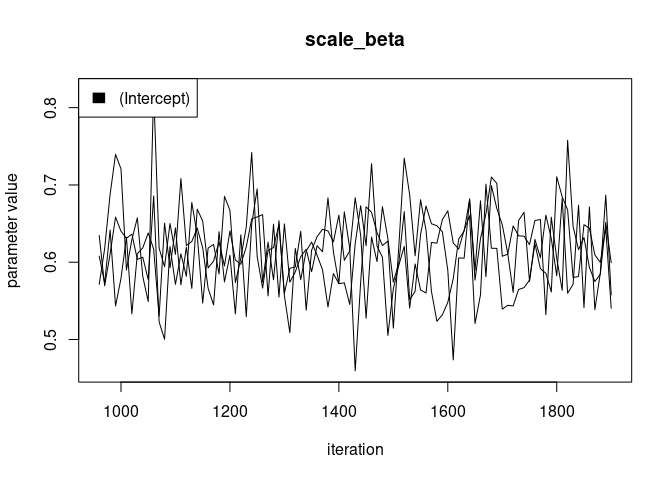 scale_beta
(Intercept)
parameter value
0.8
0.7
0.6
0.5
1000 1200 1400 1600 1800
iteration